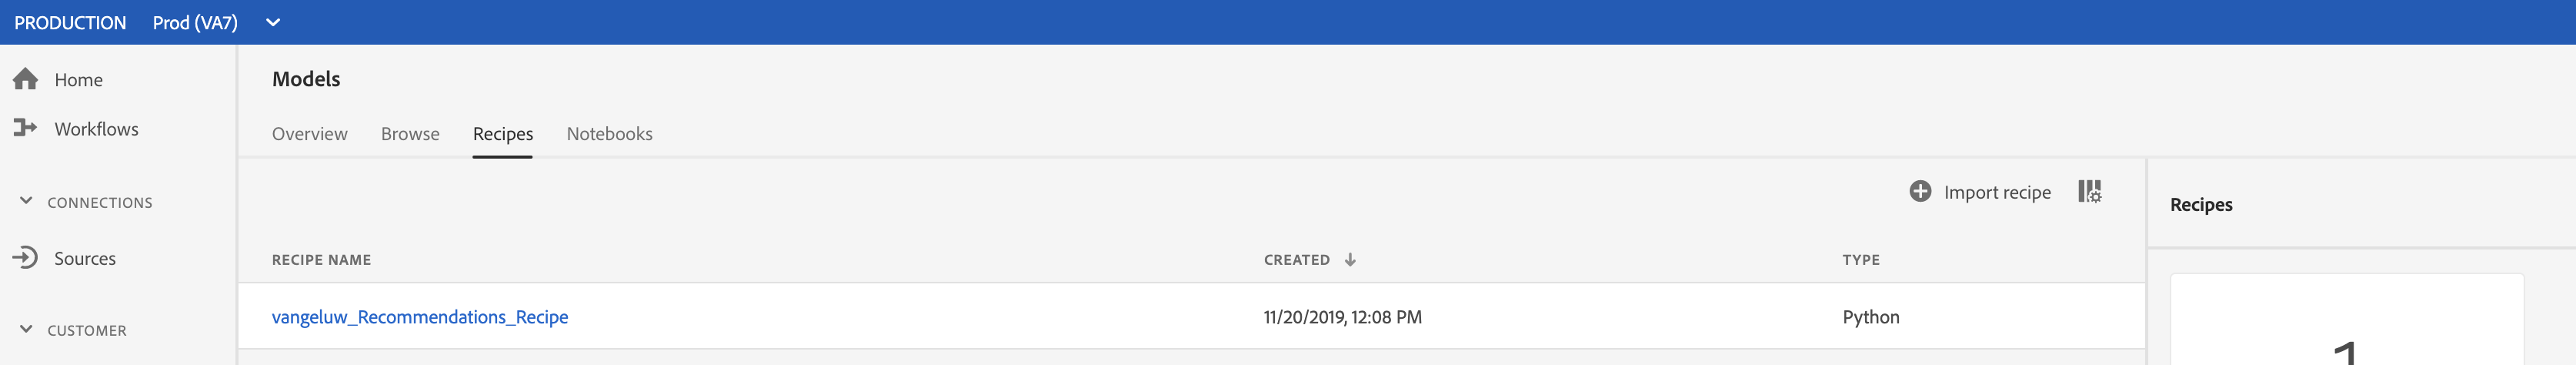 PRODUCTION Prod (VA7)
Home
Workflows
CONNECTIONS
Sources
CUSTOMER
Models
Overview Browse Recipes Notebooks
Import recipe
RECIPE NAME CREATED TYPE
vangeluw_Recommendations_Recipe 11/20/2019, 12:08 PM Python
Recipes
1